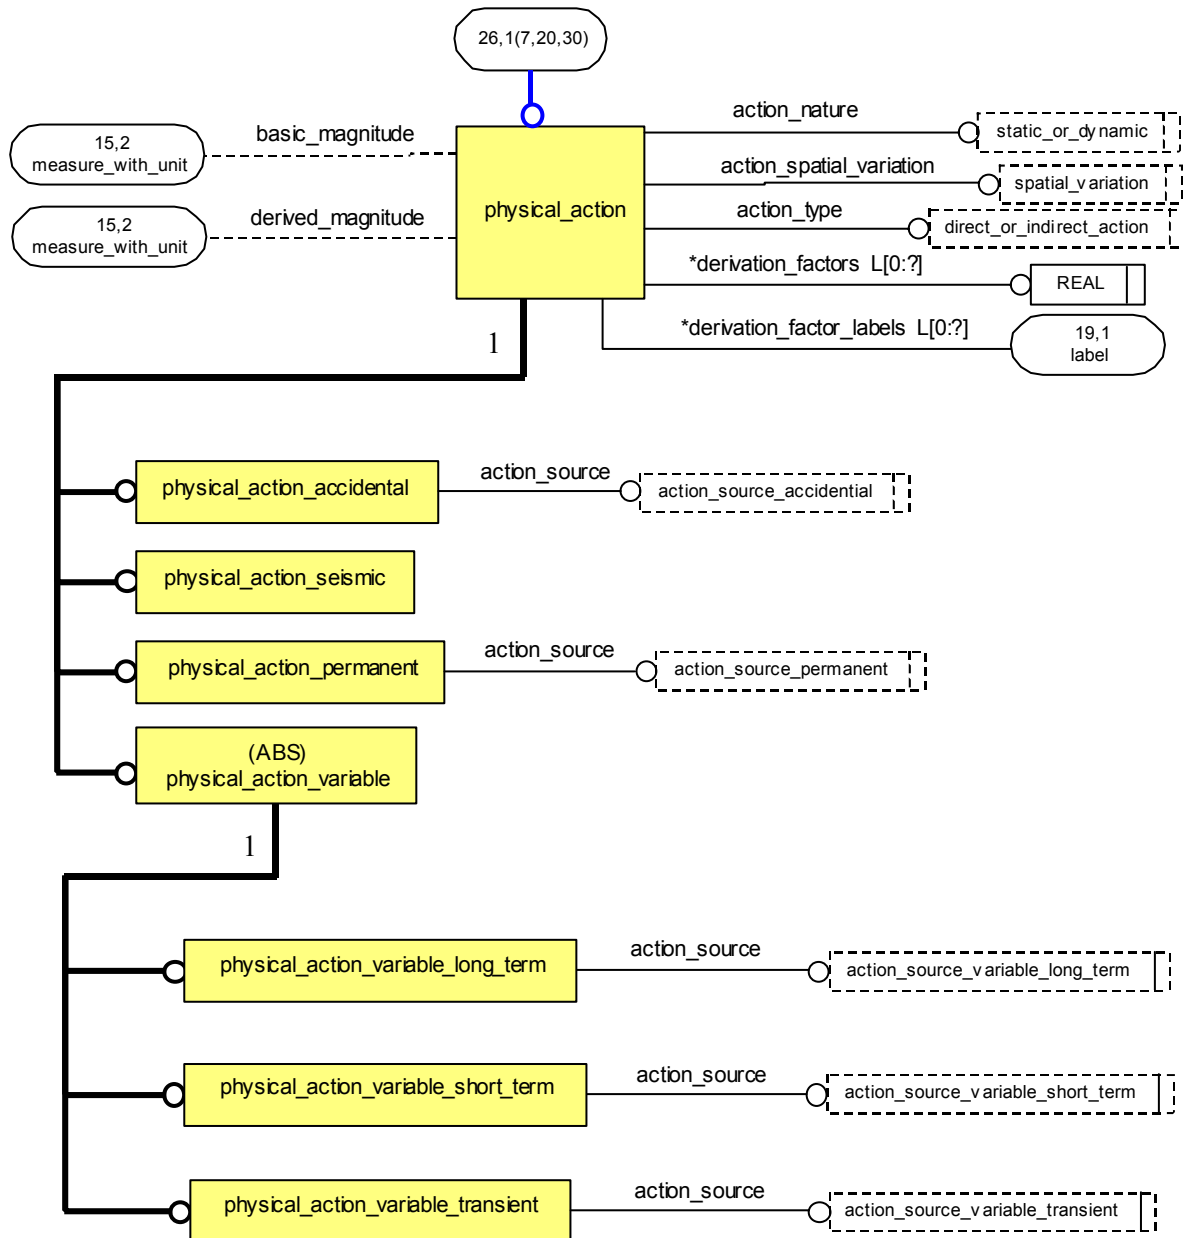 26,1(7,20,30)
action_nature
static_or_dynamic
basic_magnitude
15,2
measure_with_unit
action_spatial_variation
spatial_variation
physical_action
derived_magnitude
15,2
measure_with_unit
action_type
direct_or_indirect_action
*derivation_factors L[0:?]
REAL
*derivation_factor_labels L[0:?]
19,1
label
1
physical_action_accidental
action_source
action_source_accidential
physical_action_seismic
physical_action_permanent
action_source
action_source_permanent
(ABS)
physical_action_variable
1
physical_action_variable_long_term
action_source
action_source_variable_long_term
physical_action_variable_short_term
action_source
action_source_variable_short_term
physical_action_variable_transient
action_source
action_source_variable_transient